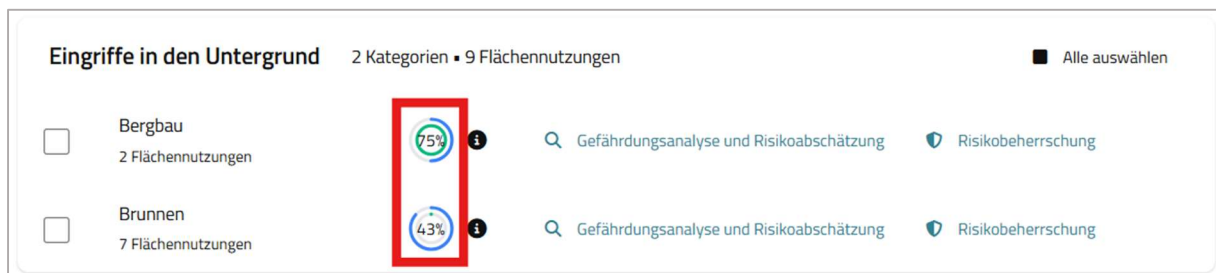 Eingriffe in den Untergrund 2 Kategorien • 9 Flächennutzungen Alle auswählen
Bergbau
2 Flächennutzungen
75% Gefährdungsanalyse und Risikoabschätzung Risikobeherrschung
Brunnen
7 Flächennutzungen
43% Gefährdungsanalyse und Risikoabschätzung Risikobeherrschung